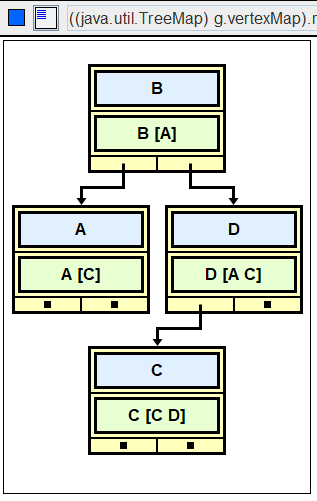 ((java.util.TreeMap) g.vertexMap).r
B
B [A]
A
D
A [C]
D [A C]
C
C [C D]